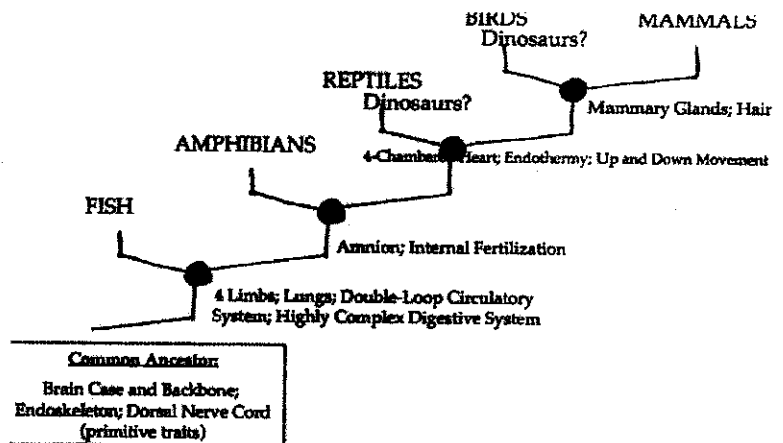 BIRDS
Dinosaurs?
MAMMALS
REPTILES
Dinosaurs?
Mammary Glands; Hair
AMPHIBIANS
4-Chambered Heart; Endothermy; Up and Down Movement
FISH
Amnion; Internal Fertilization
4 Limbs; Lungs; Double-Loop Circulatory
System; Highly Complex Digestive System
Common Ancestor:
Brain Case and Backbone;
Endoskeleton; Dorsal Nerve Cord
(primitive traits)